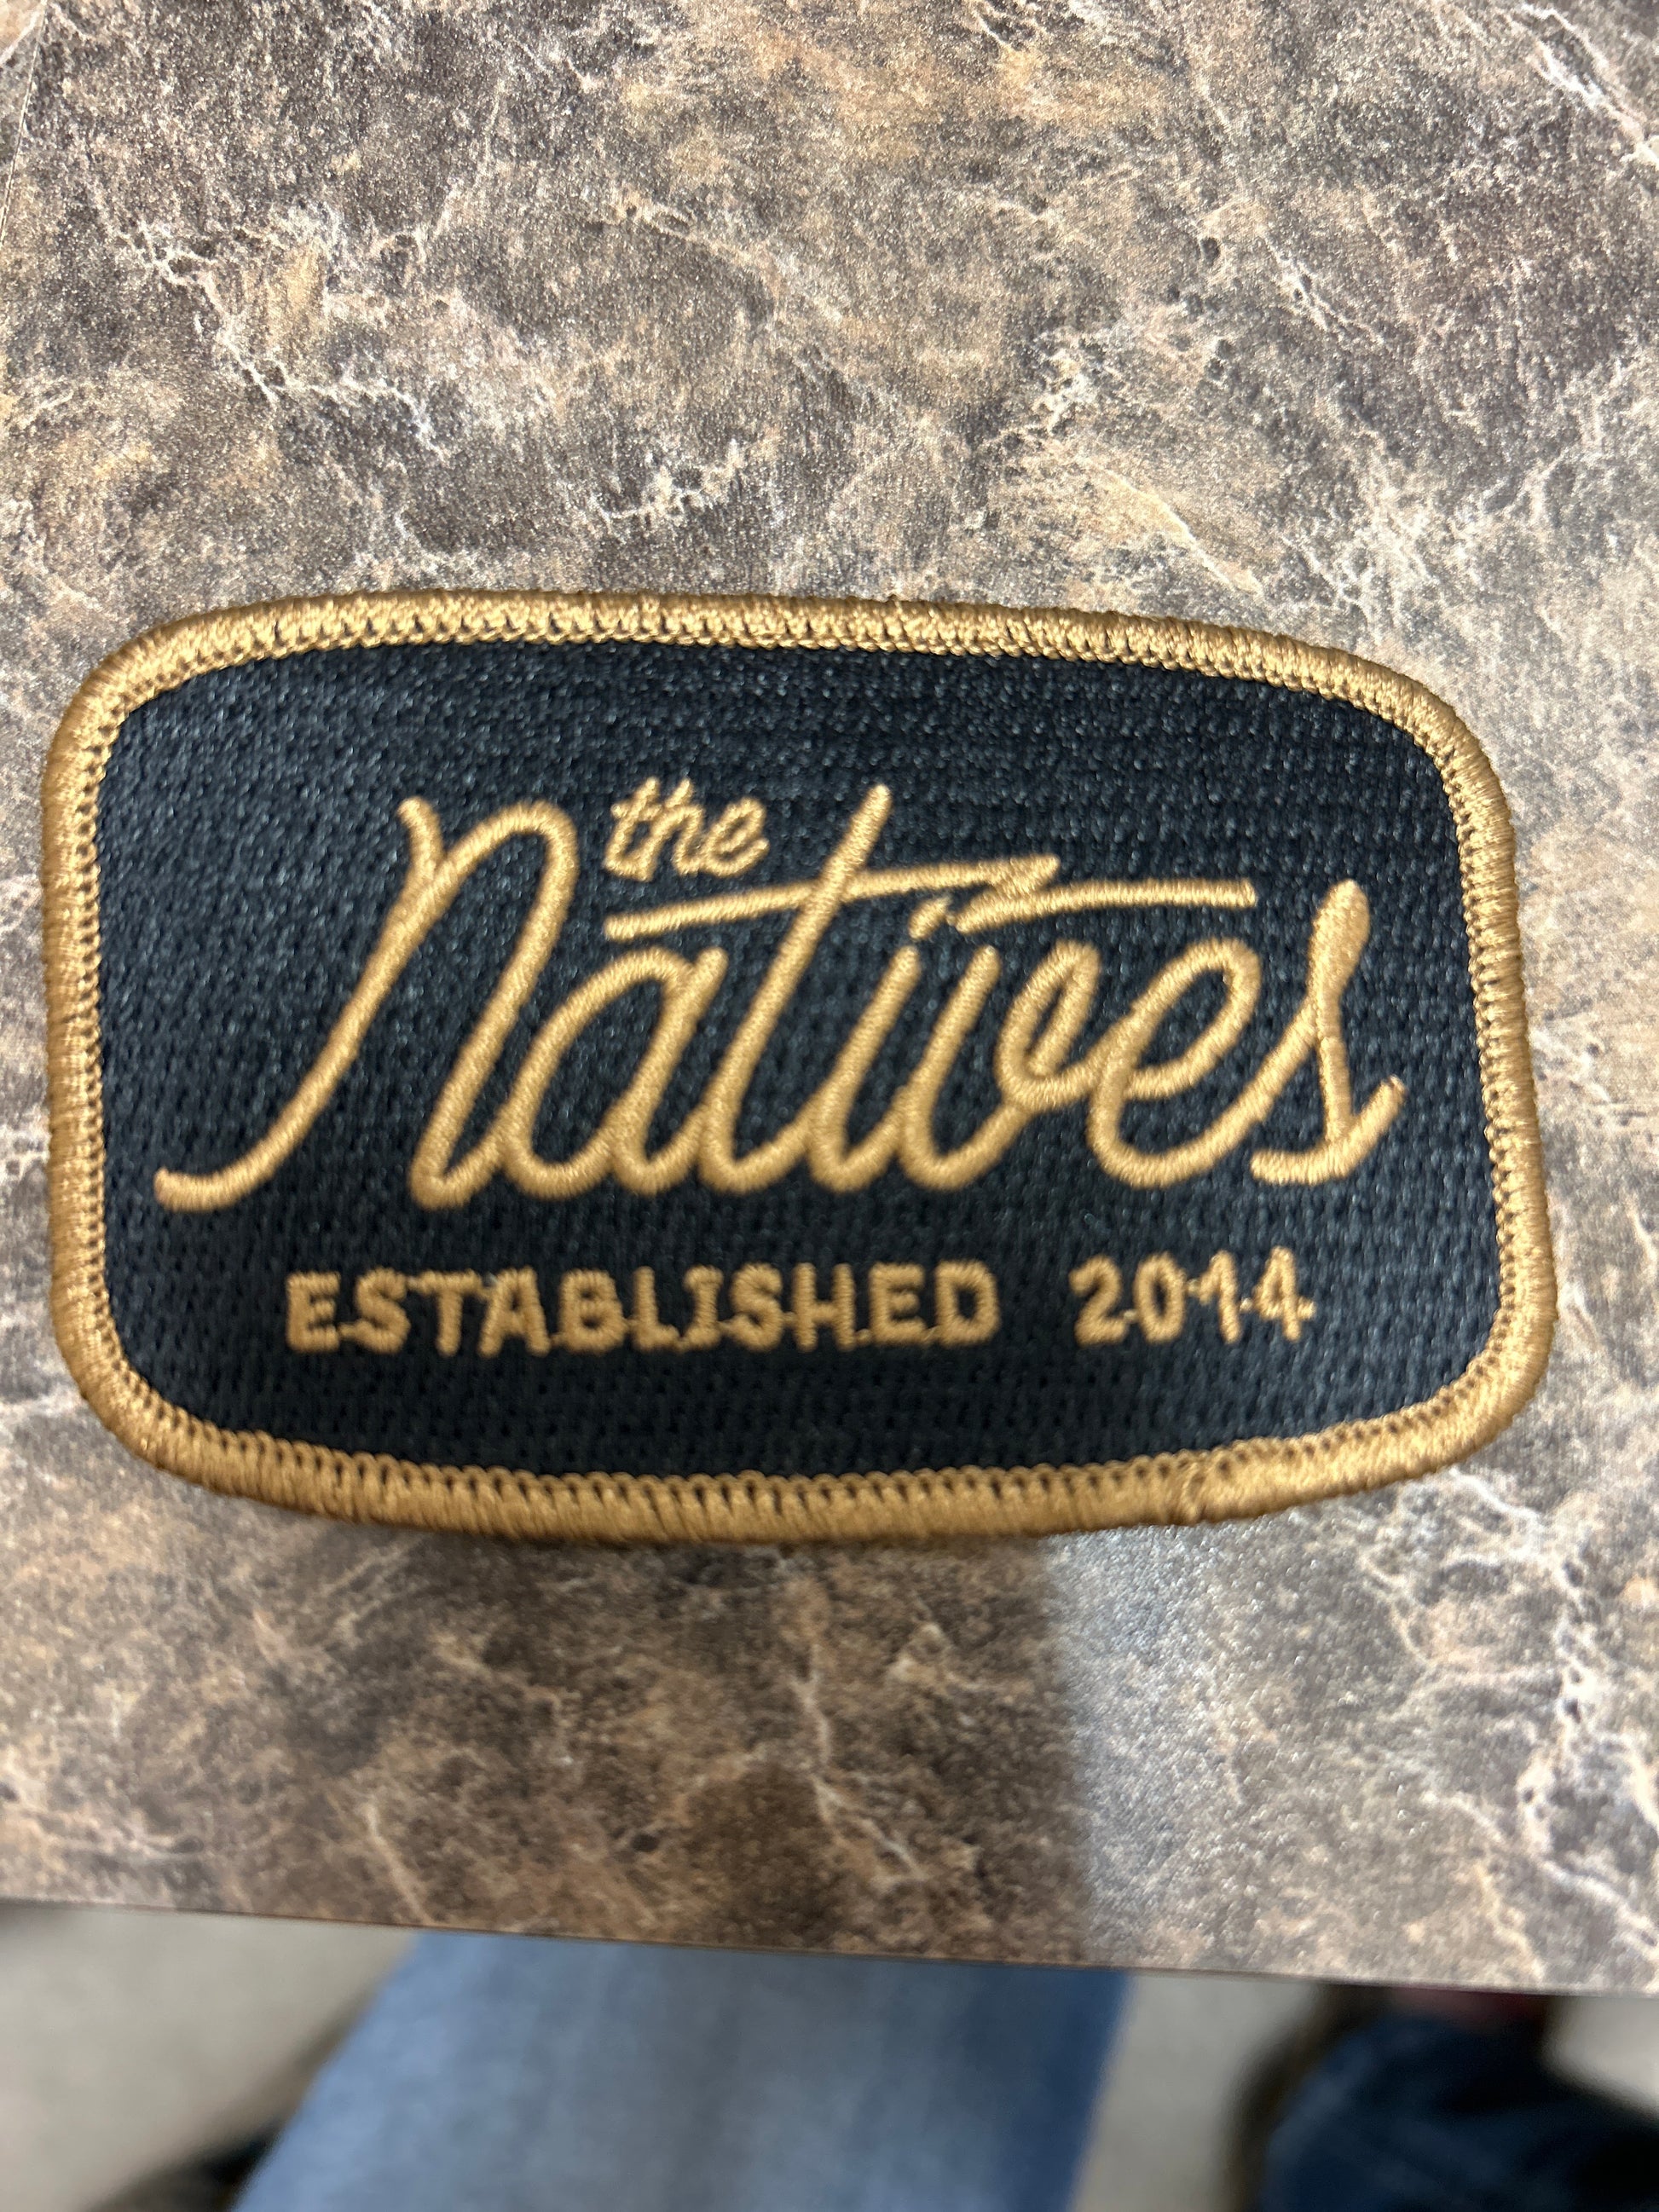 the
Natives
ESTABLISHED 2014